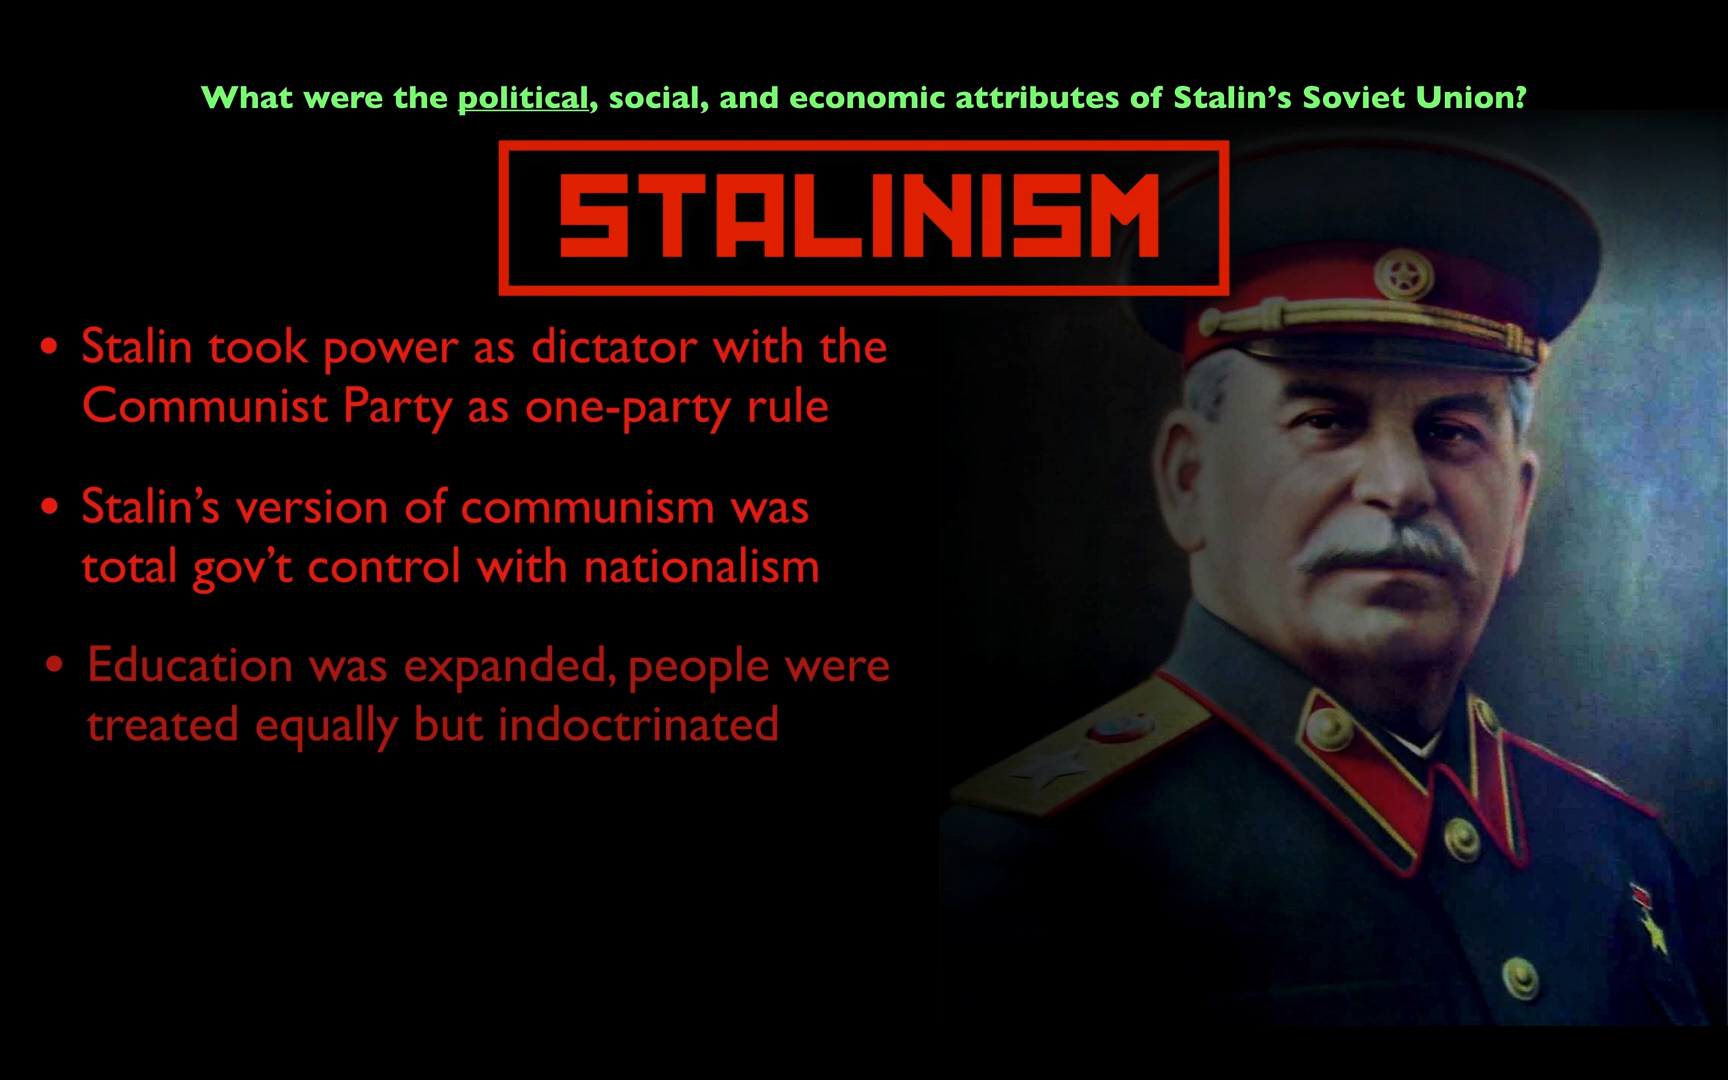 What were the political, social, and economic attributes of Stalin’s Soviet Union?
STALINISM
• Stalin took power as dictator with the
Communist Party as one-party rule
• Stalin’s version of communism was
total gov’t control with nationalism
• Education was expanded, people were
treated equally but indoctrinated